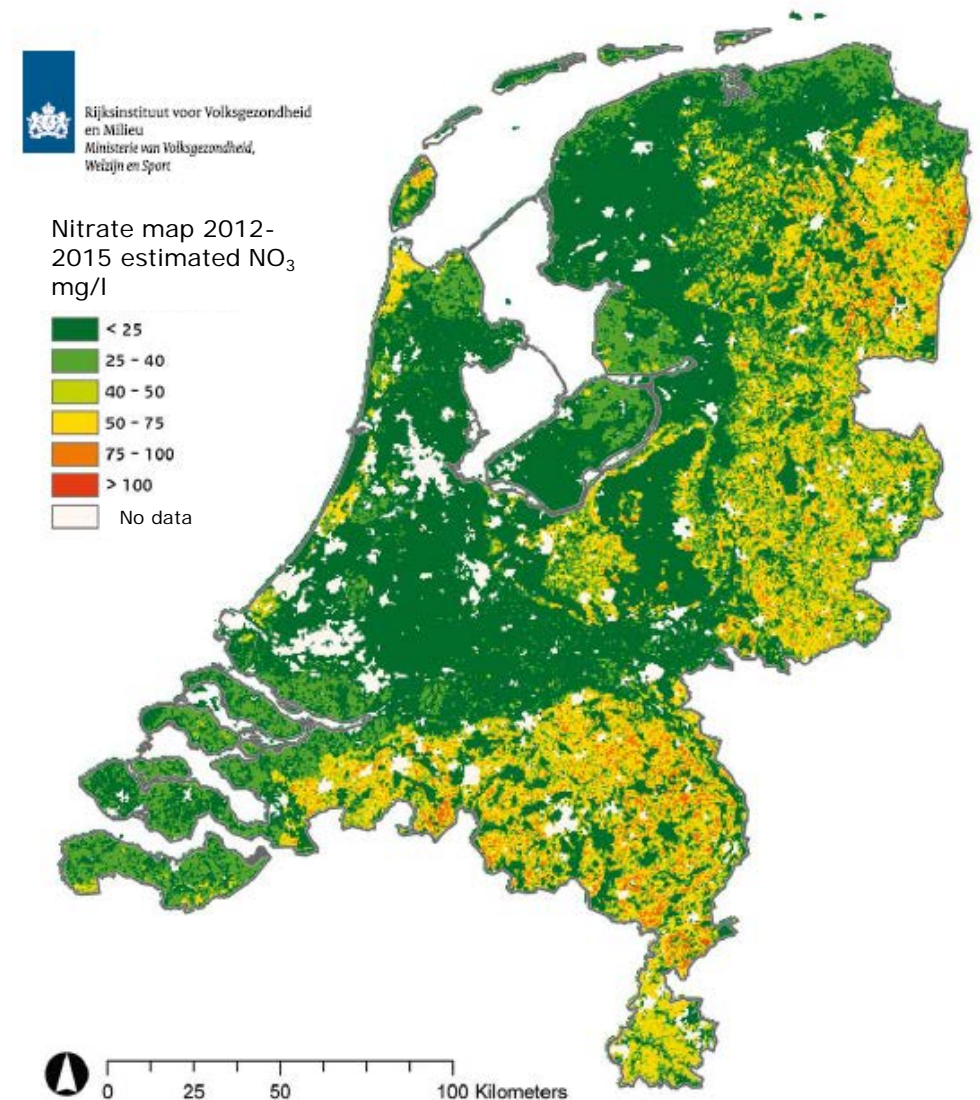 Rijksinstituut voor Volksgezondheid
en Milieu
Ministerie van Volksgezondheid,
Welzijn en Sport
Nitrate map 2012-
2015 estimated NO₃
mg/l
< 25
25 - 40
40 - 50
50 - 75
75 - 100
> 100
No data
0 25 50 100 Kilometers